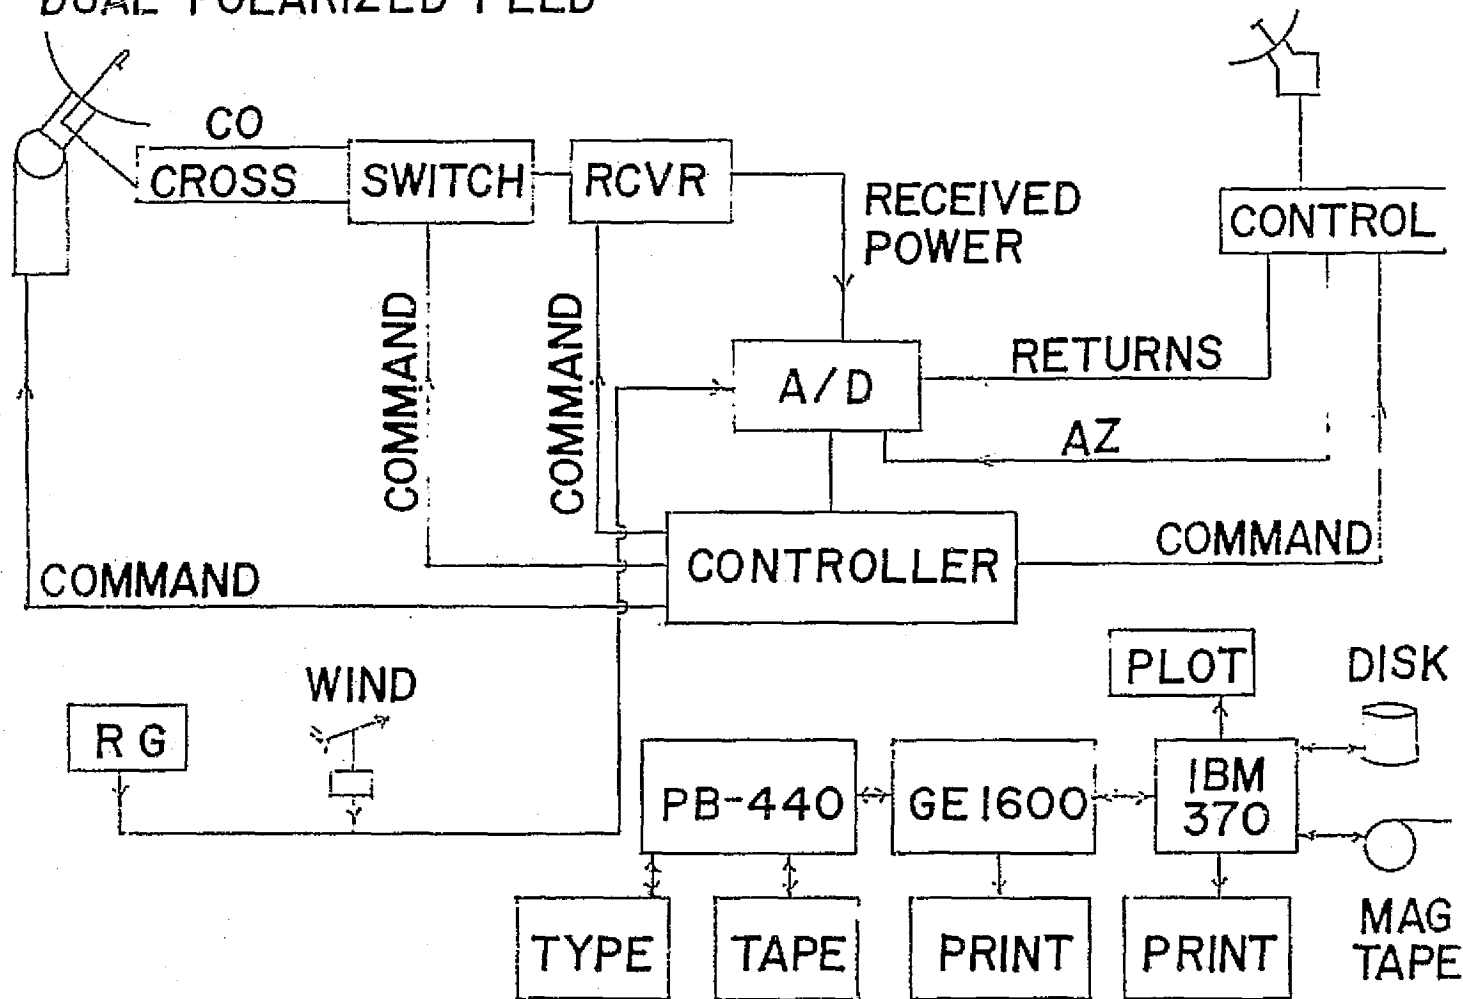 DUAL POLARIZED FEED
CO
CROSS
SWITCH
RCVR
RECEIVED
POWER
CONTROL
COMMAND
COMMAND
RETURNS
A/D
AZ
CONTROLLER
COMMAND
COMMAND
WIND
PLOT
DISK
RG
PB-440
GE1600
IBM
370
TYPE
TAPE
PRINT
PRINT
MAG
TAPE